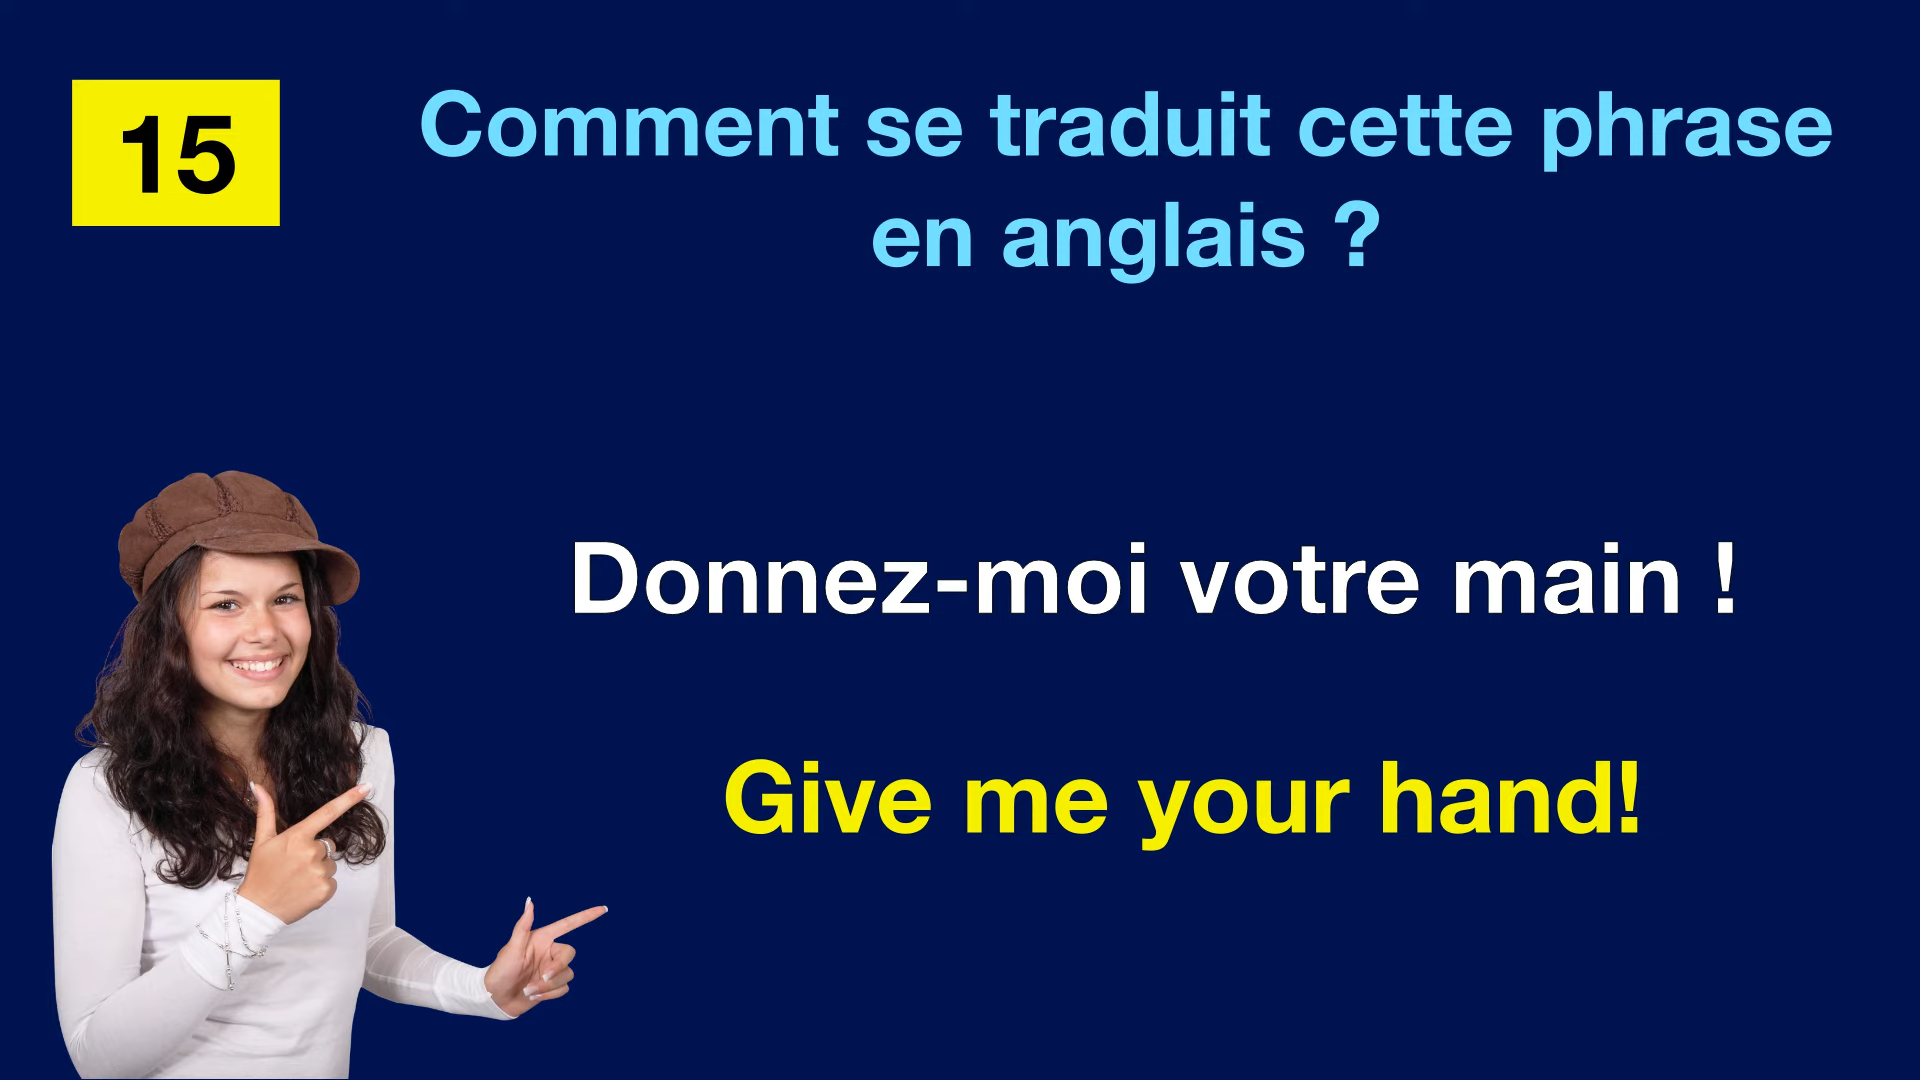 15
Comment se traduit cette phrase
en anglais ?
Donnez-moi votre main !
Give me your hand!